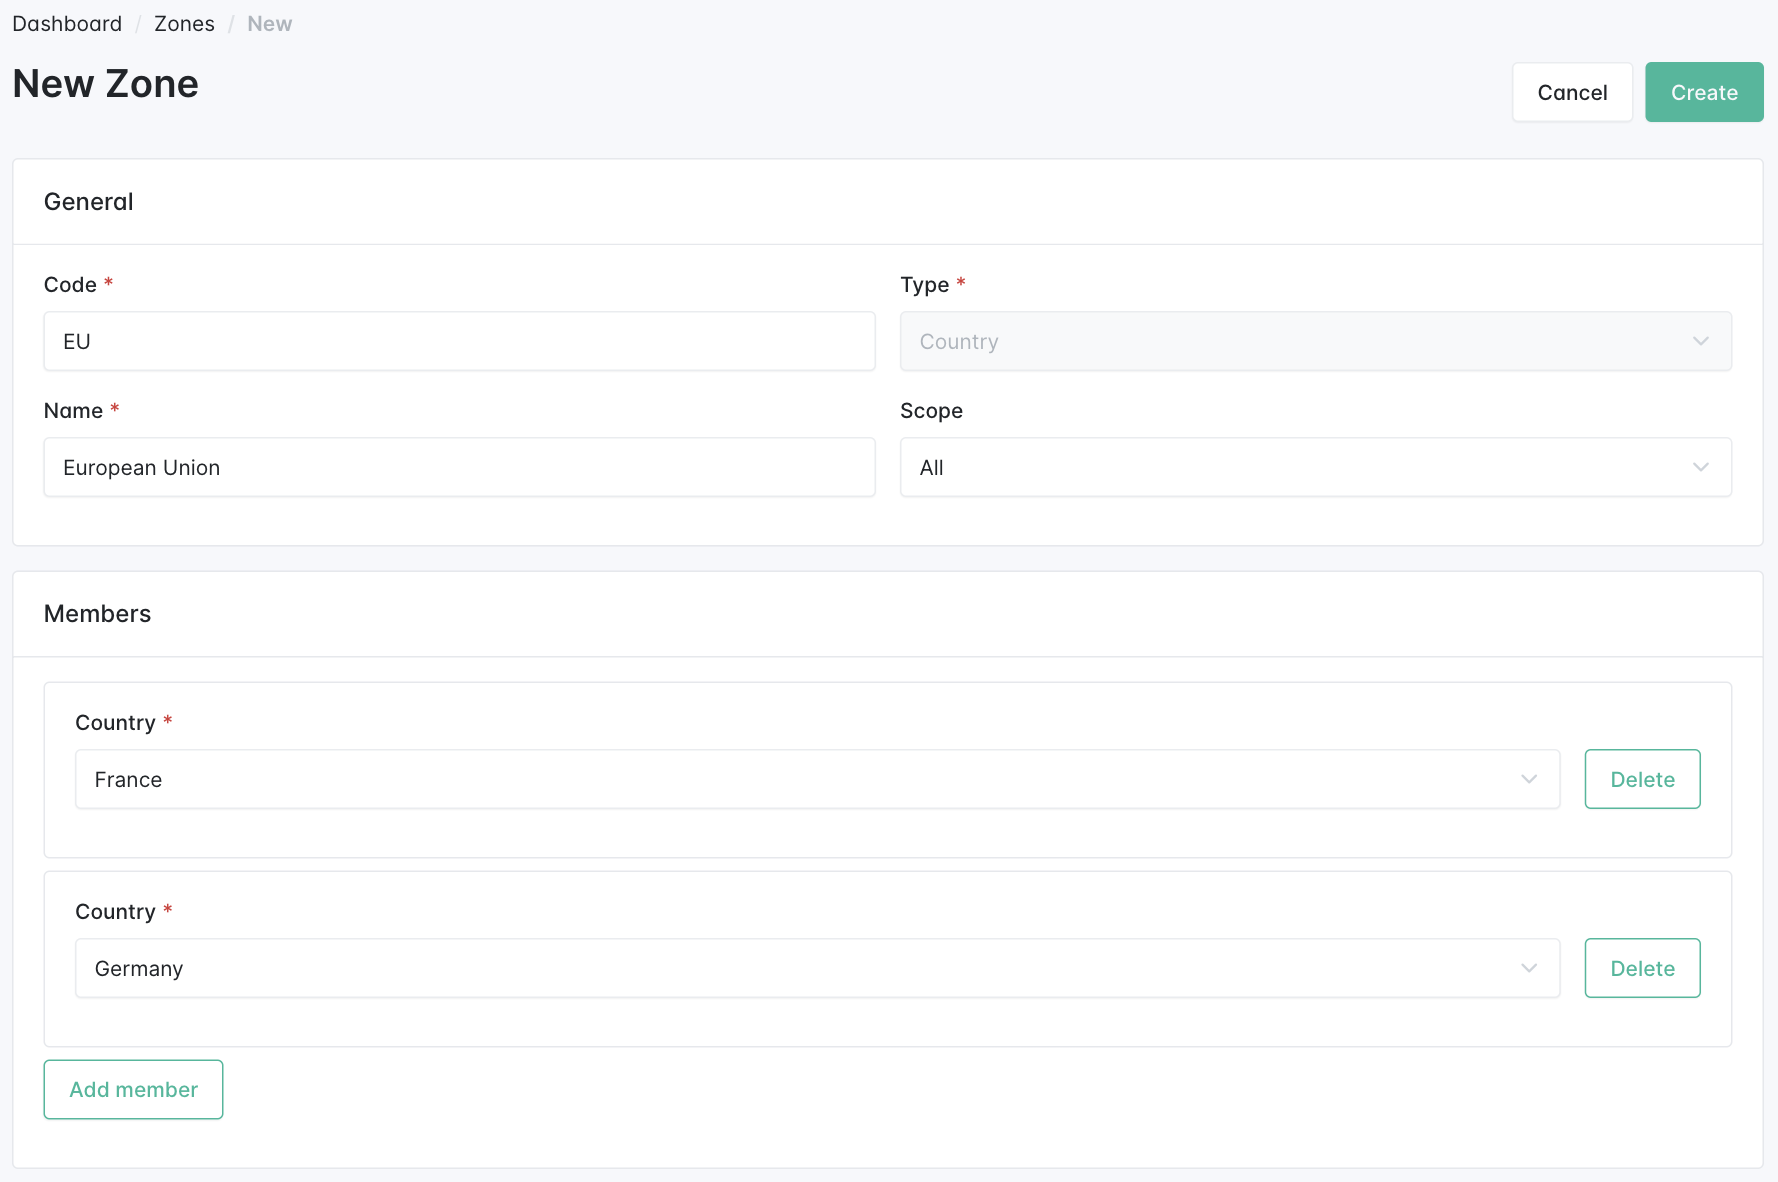 Dashboard / Zones / New
New Zone
Cancel
Create
General
Code *
EU
Type *
Country
Name *
European Union
Scope
All
Members
Country *
France
Delete
Country *
Germany
Delete
Add member